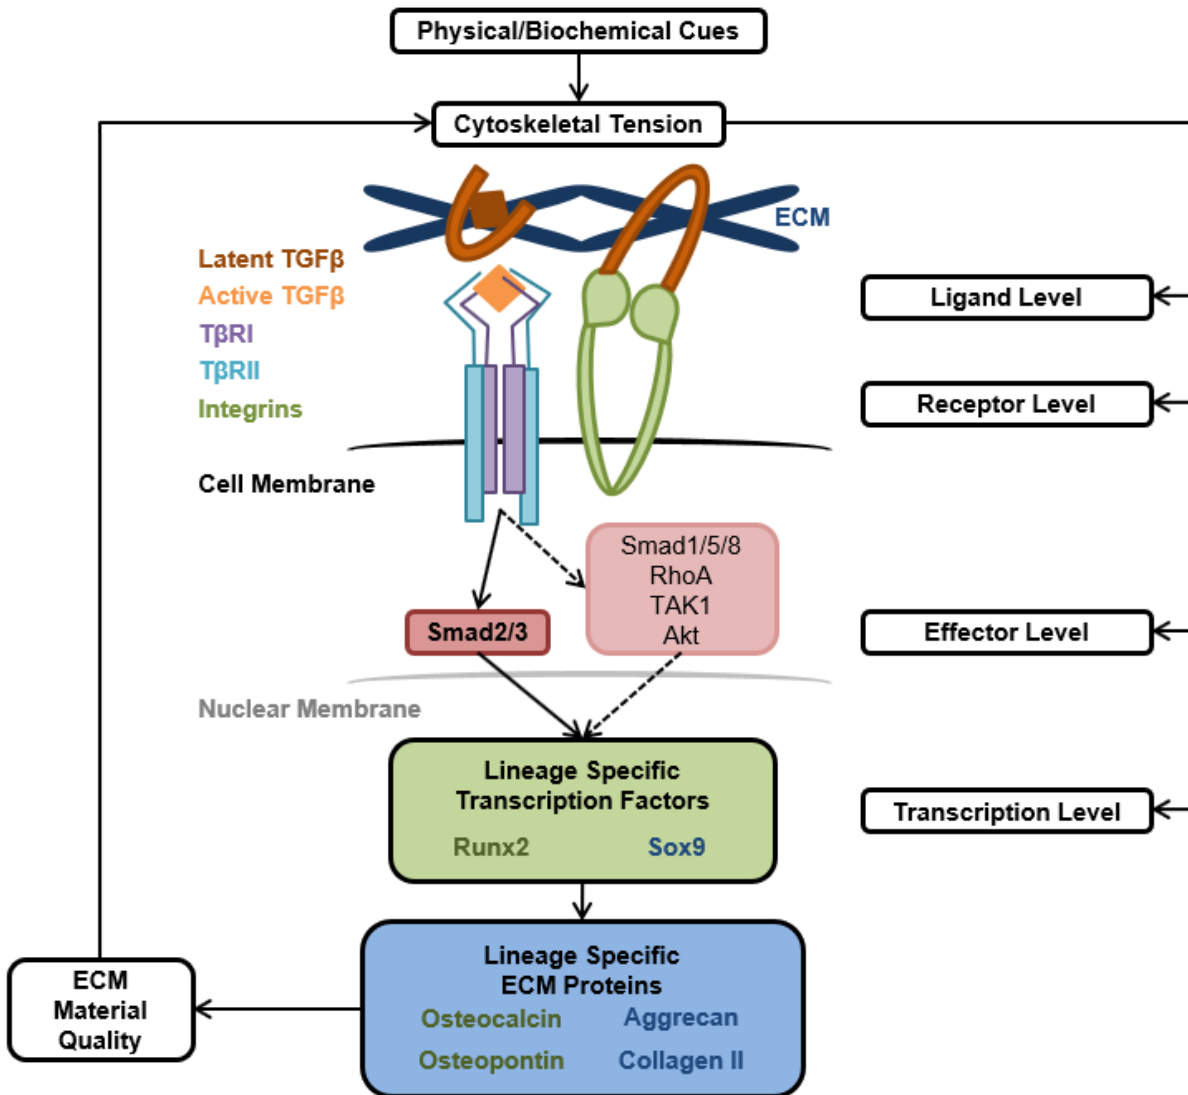 Physical/Biochemical Cues
Cytoskeletal Tension
ECM
Latent TGFβ
Active TGFβ
TβRI
TβRII
Integrins
Ligand Level
Receptor Level
Cell Membrane
Smad1/5/8
RhoA
TAK1
Akt
Smad2/3
Effector Level
Nuclear Membrane
Lineage Specific
Transcription Factors
Runx2 Sox9
Transcription Level
Lineage Specific
ECM Proteins
Osteocalcin Aggrecan
Osteopontin Collagen II
ECM
Material
Quality